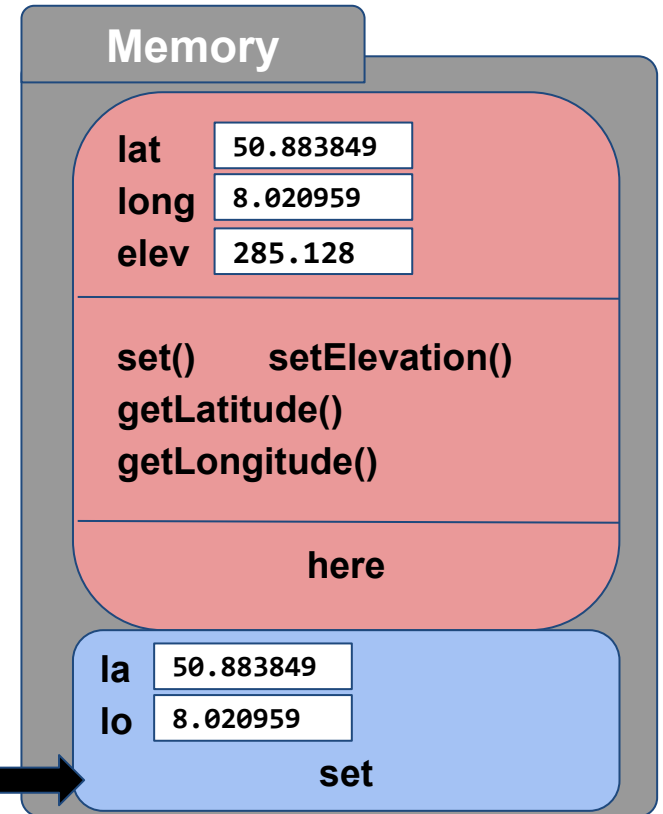 Memory
lat 50.883849
long 8.020959
elev 285.128
set() setElevation()
getLatitude()
getLongitude()
here
la 50.883849
lo 8.020959
set